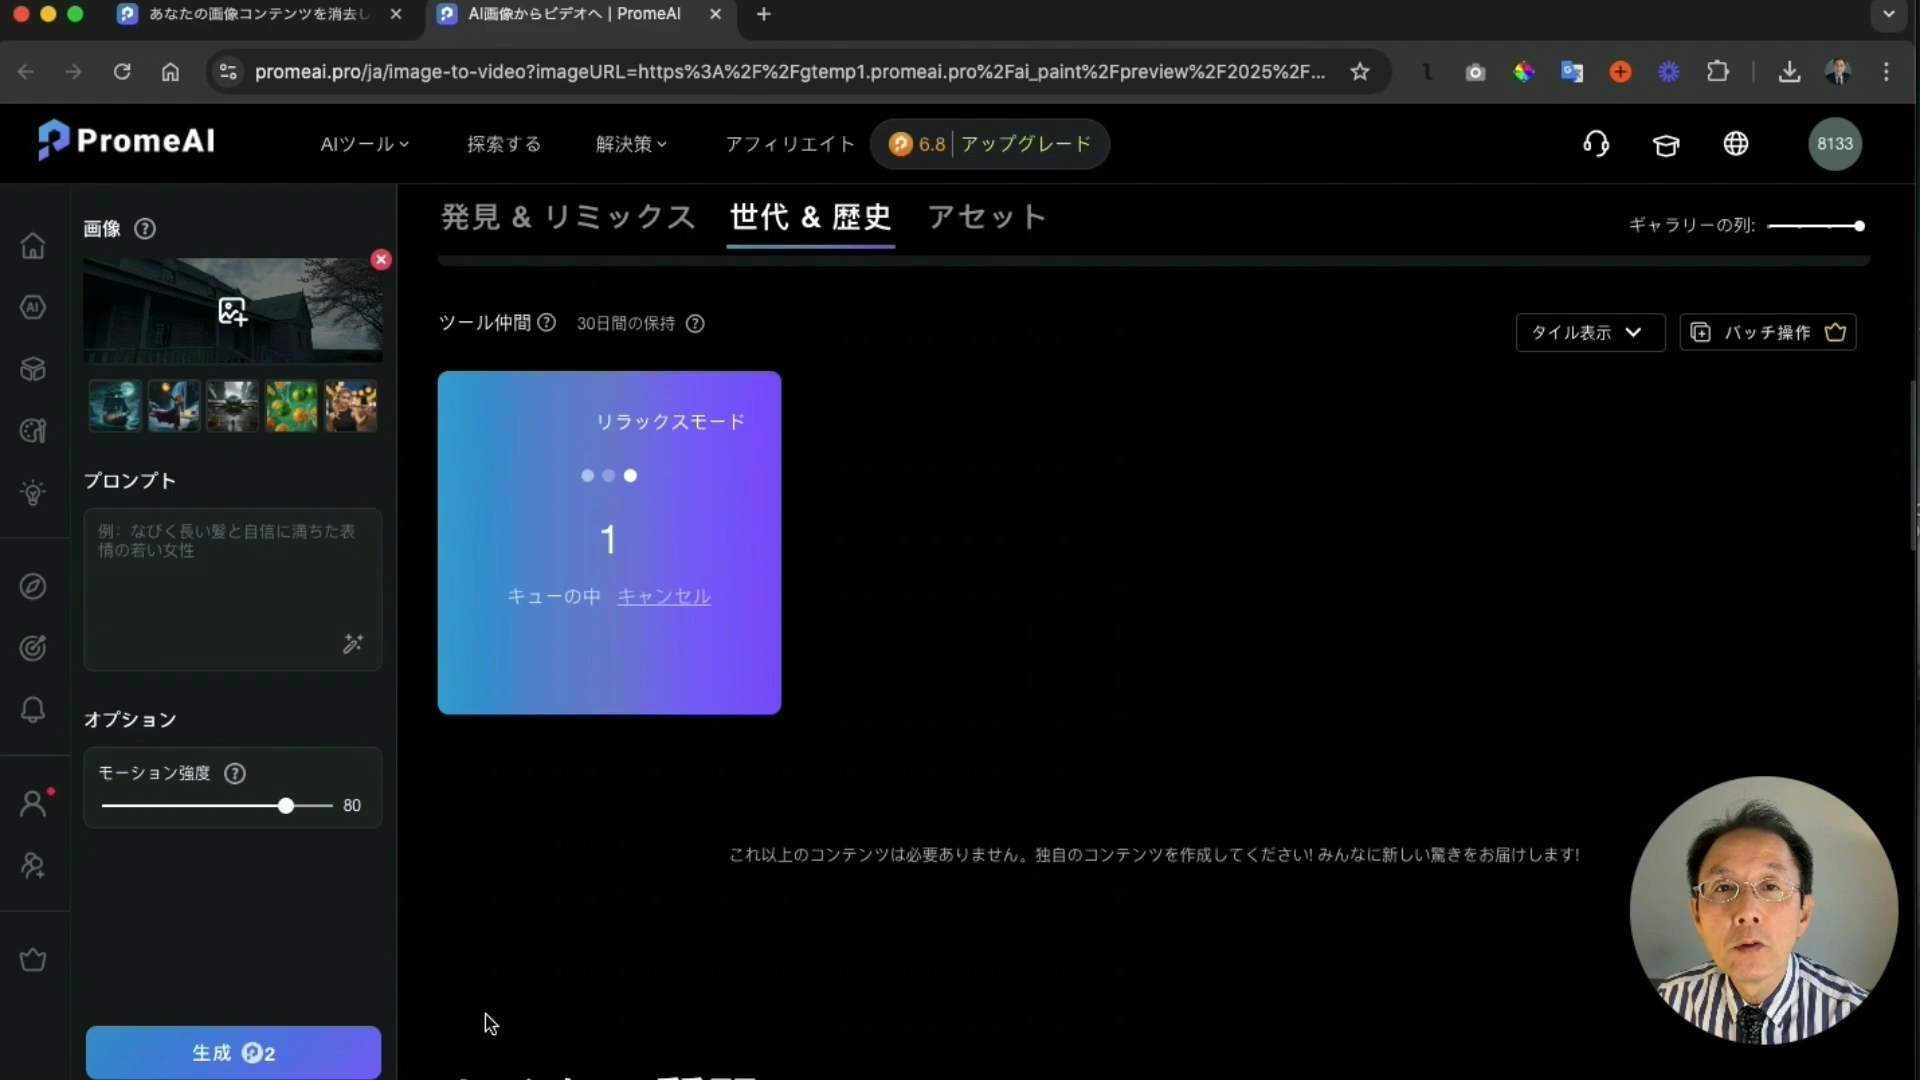 あなたの画像コンテンツを消去し
AI画像からビデオへ | PromeAI
promeai.pro/ja/image-to-video?imageURL=https%3A%2F%2Fgtemp1.promeai.pro%2Fai_paint%2Fpreview%2F2025%2F...
PromeAI
AIツール
探索する
解決策
アフィリエイト
6.8
アップグレード
8133
画像
発見 & リミックス
世代 & 歴史
アセット
ギャラリーの列:
ツール仲間
30日間の保持
タイル表示
バッチ操作
リラックスモード
1
キューの中 キャンセル
プロンプト
例: なびく長い髪と自信に満ちた表
情の若い女性
オプション
モーション強度
80
これ以上のコンテンツは必要ありません。独自のコンテンツを作成してください! みんなに新しい驚きをお届けします!
生成 2